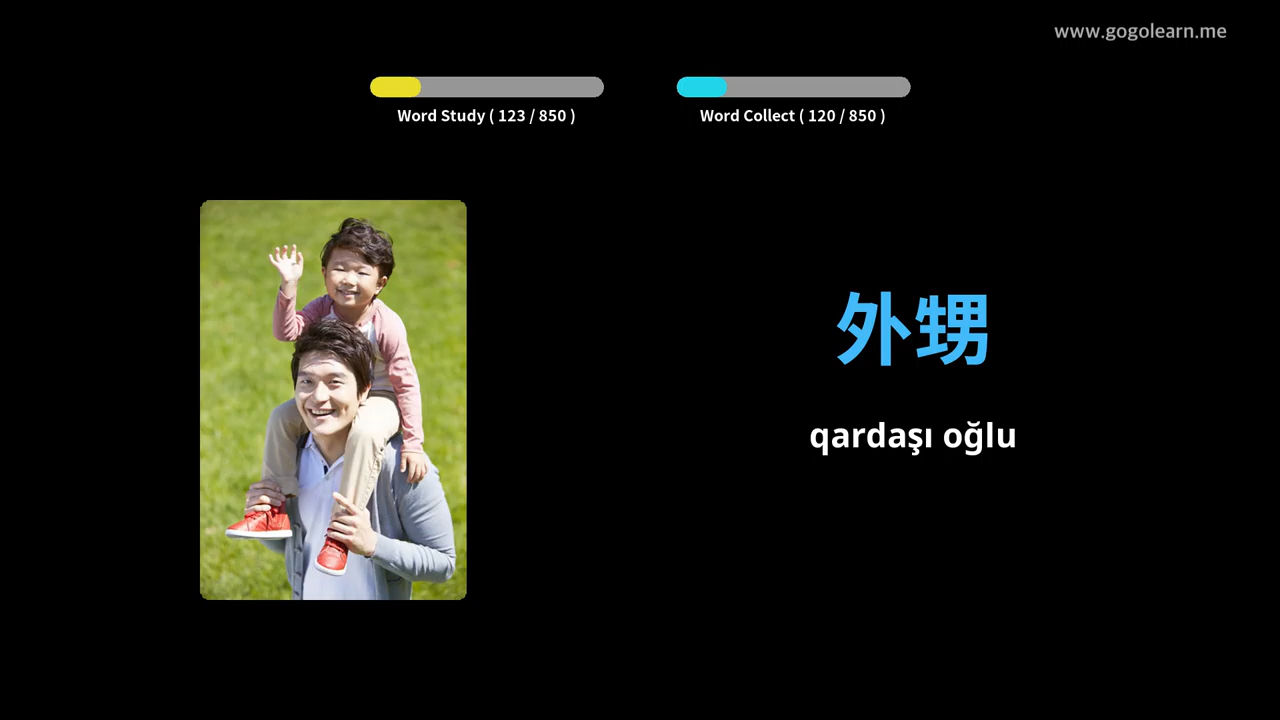 www.gogolearn.me
Word Study ( 123 / 850 )
Word Collect ( 120 / 850 )
外甥
qardaşı oğlu